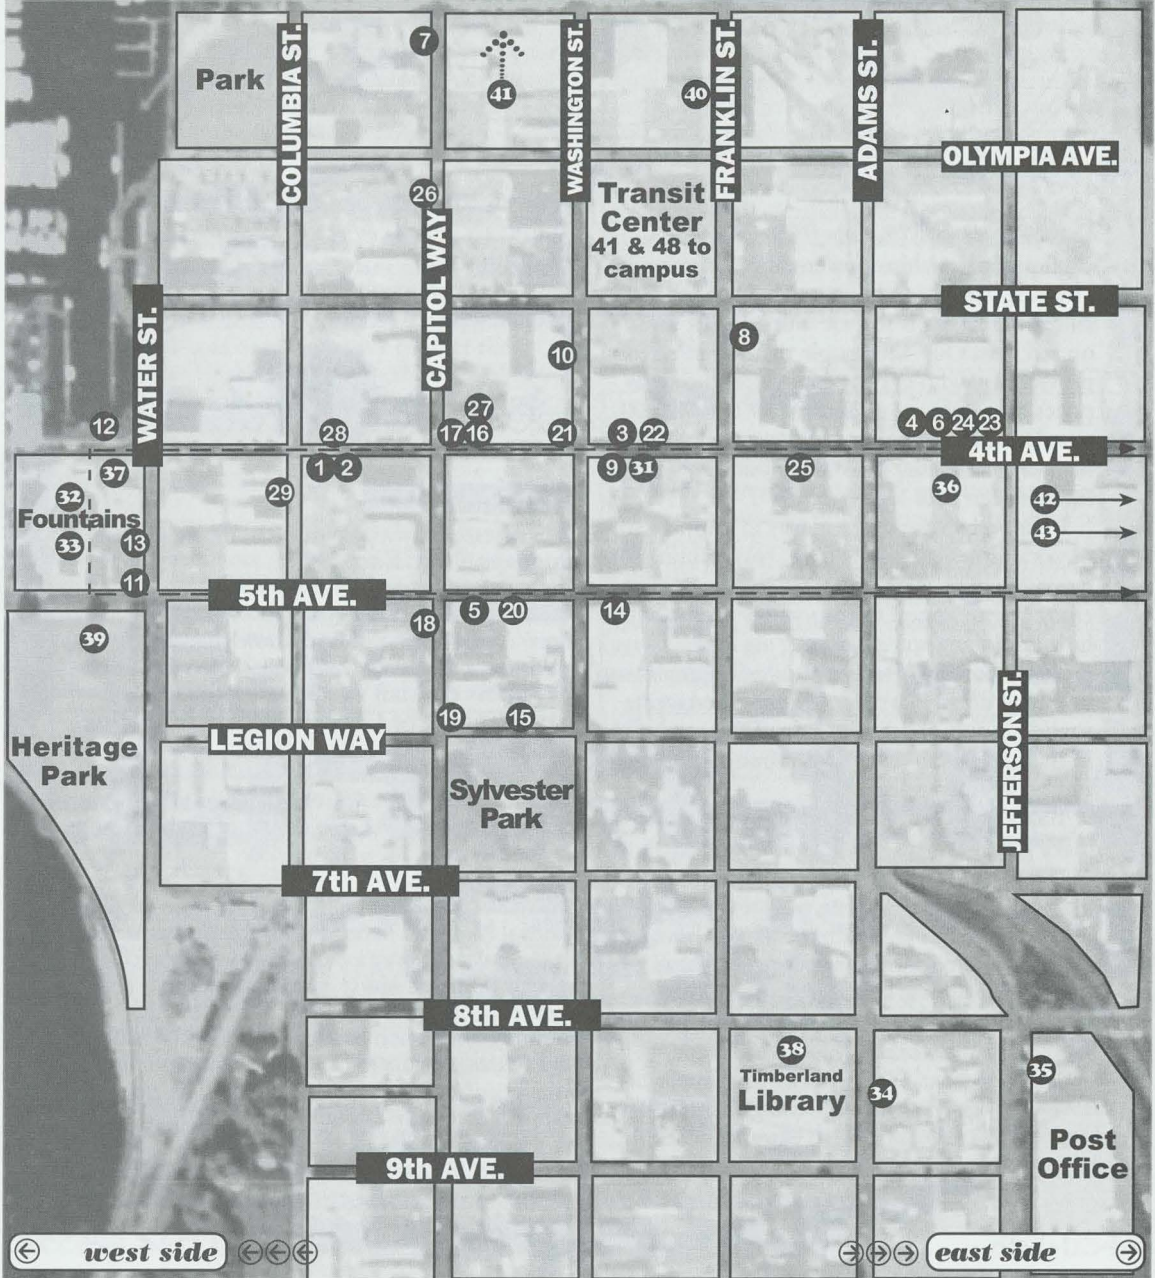 7
COLUMBIA ST.
WASHINGTON ST.
FRANKLIN ST.
ADAMS ST.
Park
41
40
OLYMPIA AVE.
26
Transit
Center
41 & 48 to
campus
CAPITOL WAY
STATE ST.
WATER ST.
8
10
27
12
28
17 16
21
3 22
4 6 24 23
4th AVE.
37
1 2
9 31
25
32
29
36
42
Fountains
33
13
43
11
5th AVE.
39
18
5 20
14
19
15
LEGION WAY
JEFFERSON ST.
Heritage
Park
Sylvester
Park
7th AVE.
8th AVE.
38
Timberland
Library
34
35
Post
Office
9th AVE.
west side
east side